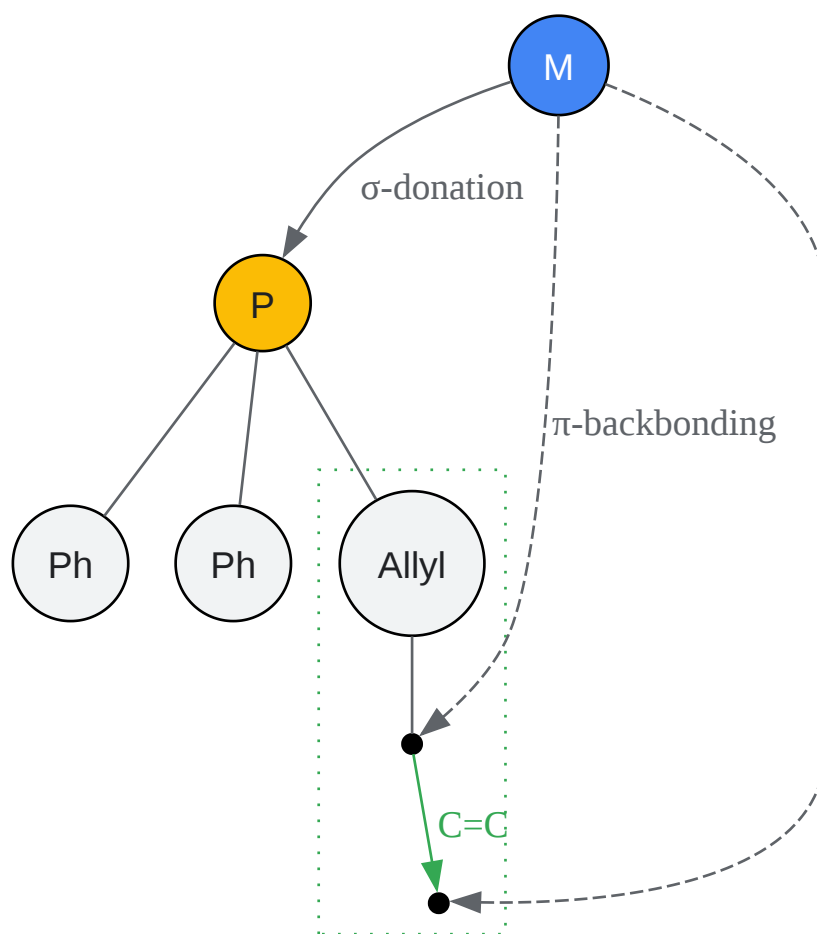 M
σ-donation
P
π-backbonding
Ph
Ph
Allyl
C=C